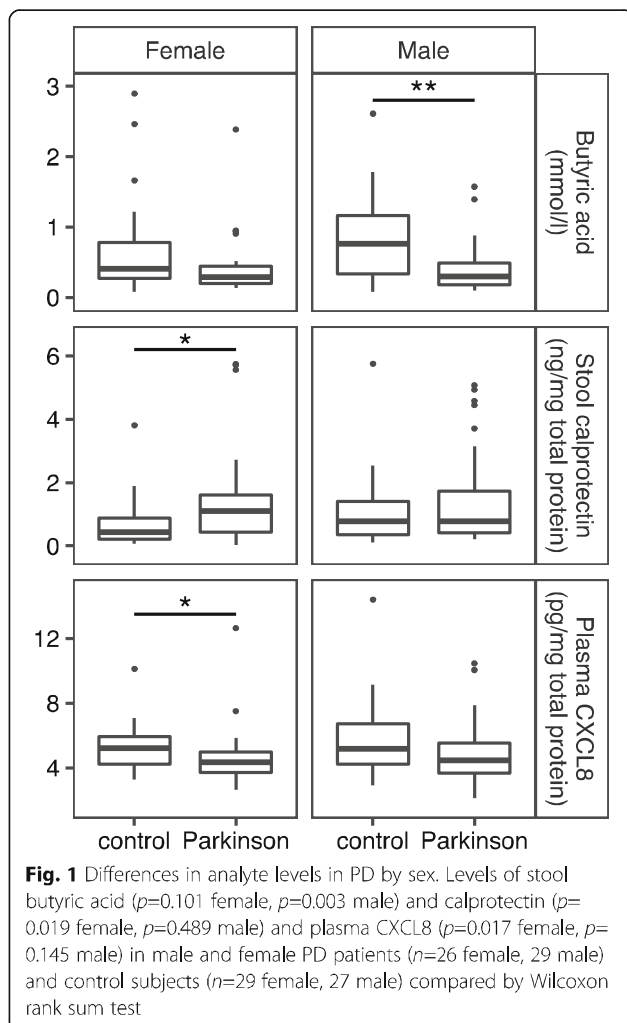 Female
Male
3
2
1
0
**
Butyric acid
(mmol/l)
6
4
2
0
*
Stool calprotectin
(ng/mg total protein)
12
8
4
*
Plasma CXCL8
(pg/mg total protein)
control Parkinson
control Parkinson
Fig. 1 Differences in analyte levels in PD by sex. Levels of stool
butyric acid (p=0.101 female, p=0.003 male) and calprotectin (p=
0.019 female, p=0.489 male) and plasma CXCL8 (p=0.017 female, p=
0.145 male) in male and female PD patients (n=26 female, 29 male)
and control subjects (n=29 female, 27 male) compared by Wilcoxon
rank sum test